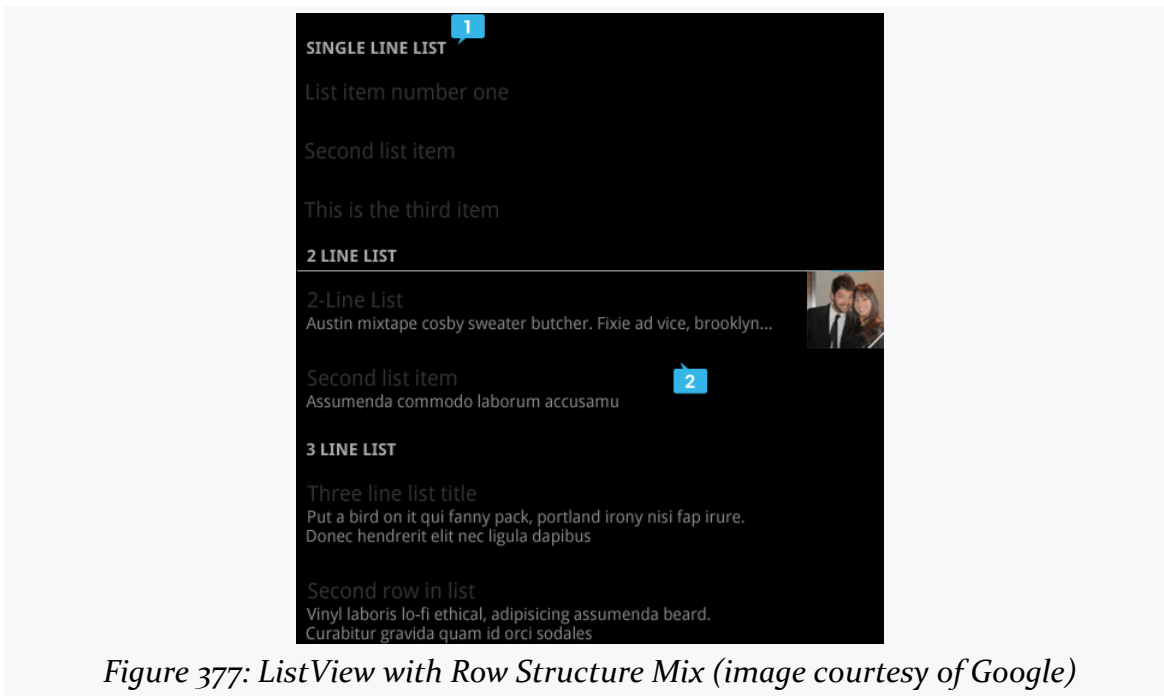 1
SINGLE LINE LIST
List item number one
Second list item
This is the third item
2 LINE LIST
2-Line List
Austin mixtape cosby sweater butcher. Fixie ad vice, brooklyn...
Second list item
2
Assumenda commodo laborum accusamu
3 LINE LIST
Three line list title
Put a bird on it qui fanny pack, portland irony nisi fap irure.
Donec hendrerit elit nec ligula dapibus
Second row in list
Vinyl laboris lo-fi ethical, adipisicing assumenda beard.
Curabitur gravida quam id orci sodales
Figure 377: ListView with Row Structure Mix (image courtesy of Google)